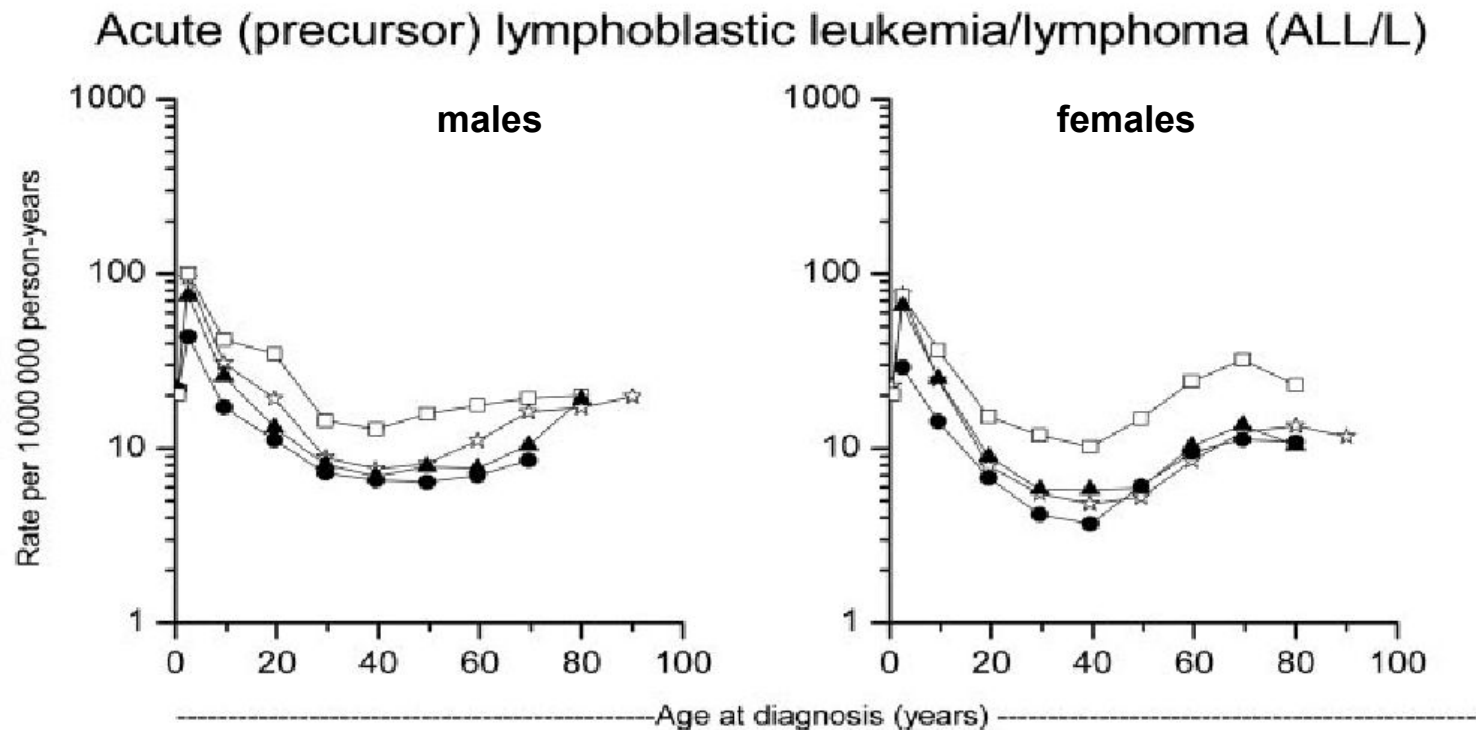 Acute (precursor) lymphoblastic leukemia/lymphoma (ALL/L)
males
females
Rate per 1000 000 person-years
1000
100
10
1
0 20 40 60 80 100
1000
100
10
1
0 20 40 60 80 100
Age at diagnosis (years)